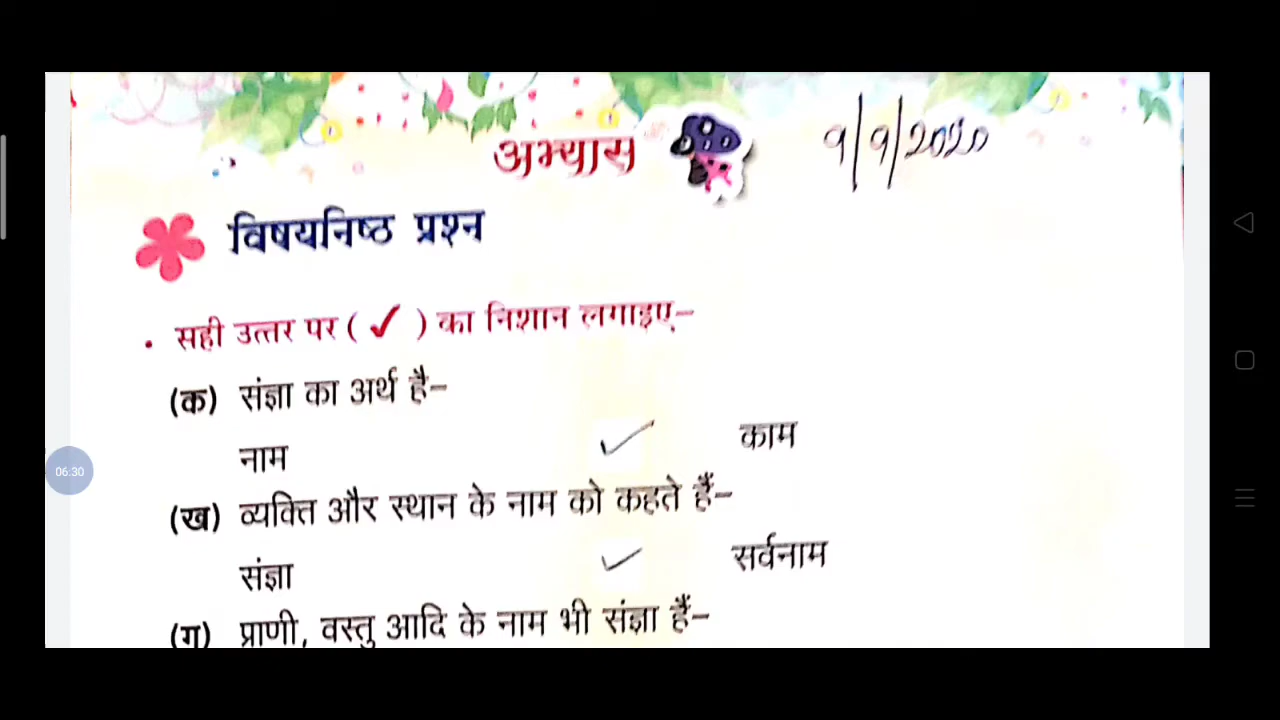 अभ्यास
9/9/2020
विषयनिष्ठ प्रश्न
. सही उत्तर पर ( ✓ ) का निशान लगाइए–
(क) संज्ञा का अर्थ है–
नाम ✓ काम
(ख) व्यक्ति और स्थान के नाम को कहते हैं–
संज्ञा ✓ सर्वनाम
(ग) प्राणी, वस्तु आदि के नाम भी संज्ञा हैं–
06:30